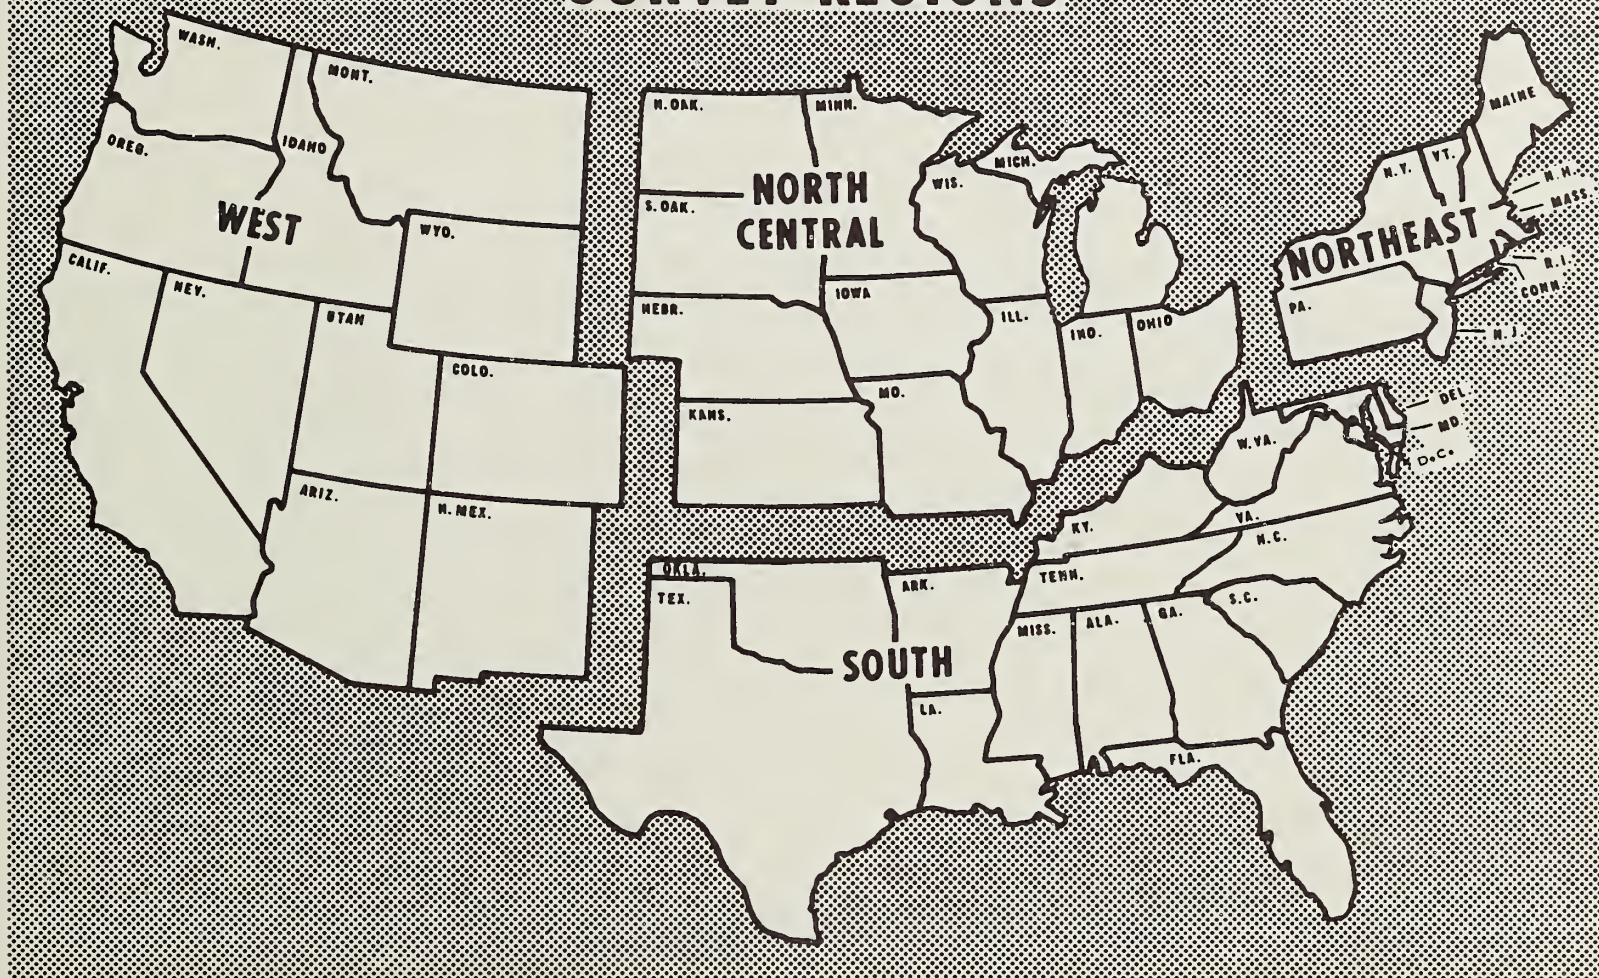 SURVEY REGIONS
WASH.
MONT.
OREG.
IDAHO
WEST
WYO.
CALIF.
NEV.
UTAH
COLO.
ARIZ.
N. MEX.
N. DAK.
MINN.
NORTH
CENTRAL
S. DAK.
WIS.
MICH.
NEBR.
IOWA
ILL.
IND.
OHIO
KANS.
MO.
MAINE
N.Y.
VT.
N.H.
MASS.
NORTHEAST
R.I.
CONN.
PA.
N.J.
DEL.
MD.
D.C.
W. VA.
KY.
VA.
N.C.
TENN.
OKLA.
TEX.
ARK.
SOUTH
MISS.
ALA.
GA.
S.C.
LA.
FLA.